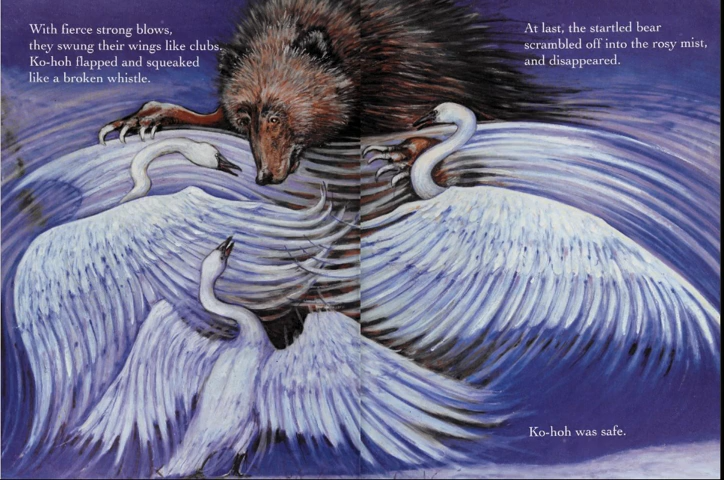 With fierce strong blows,
they swung their wings like clubs.
Ko-hoh flapped and squeaked
like a broken whistle.
At last, the startled bear
scrambled off into the rosy mist,
and disappeared.
Ko-hoh was safe.